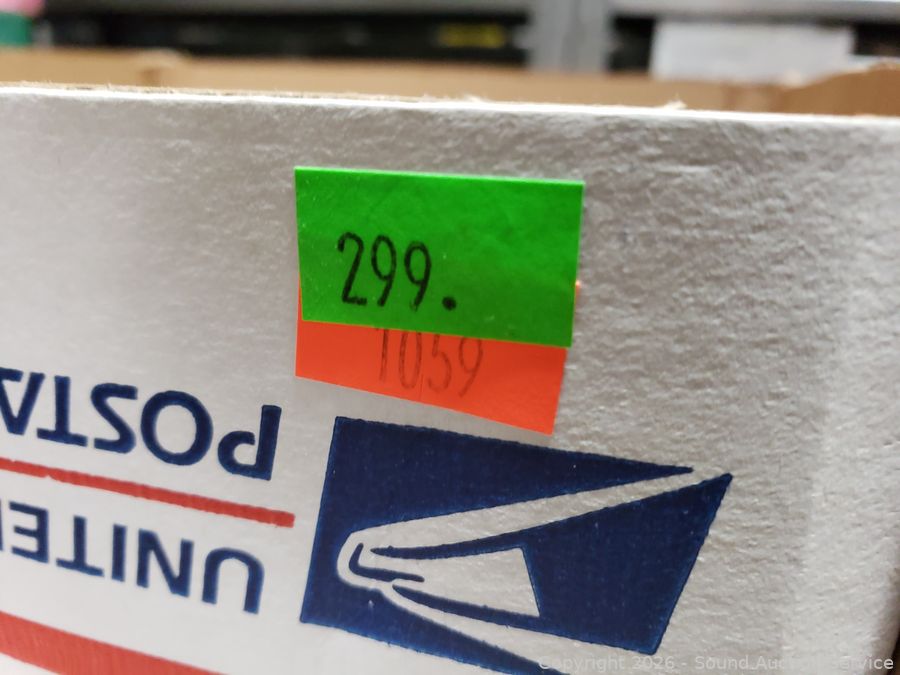 299.
1059
UNITE
POSTA
Copyright 2026 - Sound Auction Service